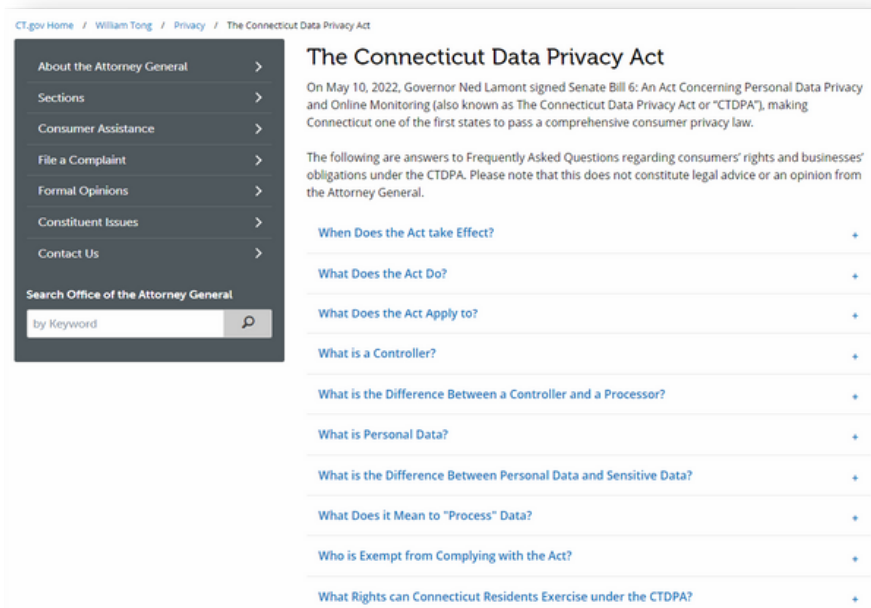 CT.gov Home / William Tong / Privacy / The Connecticut Data Privacy Act
About the Attorney General
Sections
Consumer Assistance
File a Complaint
Formal Opinions
Constituent Issues
Contact Us
Search Office of the Attorney General
by Keyword
The Connecticut Data Privacy Act
On May 10, 2022, Governor Ned Lamont signed Senate Bill 6: An Act Concerning Personal Data Privacy
and Online Monitoring (also known as The Connecticut Data Privacy Act or “CTDPA”), making
Connecticut one of the first states to pass a comprehensive consumer privacy law.
The following are answers to Frequently Asked Questions regarding consumers’ rights and businesses’
obligations under the CTDPA. Please note that this does not constitute legal advice or an opinion from
the Attorney General.
When Does the Act take Effect? +
What Does the Act Do? +
What Does the Act Apply to? +
What is a Controller? +
What is the Difference Between a Controller and a Processor? +
What is Personal Data? +
What is the Difference Between Personal Data and Sensitive Data? +
What Does it Mean to "Process" Data? +
Who is Exempt from Complying with the Act? +
What Rights can Connecticut Residents Exercise under the CTDPA? +